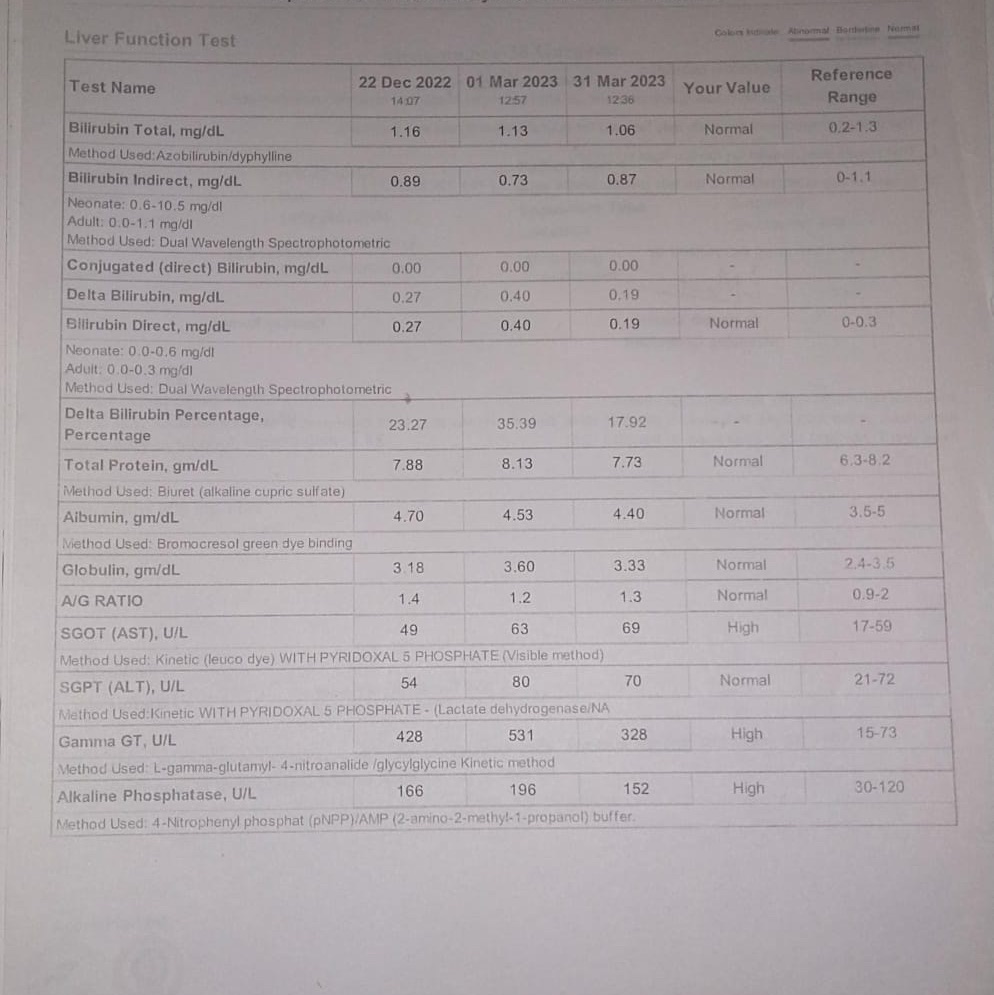 Liver Function Test
Colors Indicate Abnormal Borderline Normal
Test Name 22 Dec 2022 14:07 01 Mar 2023 12:57 31 Mar 2023 12:36 Your Value Reference Range
Bilirubin Total, mg/dL 1.16 1.13 1.06 Normal 0.2-1.3
Method Used:Azobilirubin/dyphylline
Bilirubin Indirect, mg/dL 0.89 0.73 0.87 Normal 0-1.1
Neonate: 0.6-10.5 mg/dl
Adult: 0.0-1.1 mg/dl
Method Used: Dual Wavelength Spectrophotometric
Conjugated (direct) Bilirubin, mg/dL 0.00 0.00 0.00 - -
Delta Bilirubin, mg/dL 0.27 0.40 0.19 - -
Bilirubin Direct, mg/dL 0.27 0.40 0.19 Normal 0-0.3
Neonate: 0.0-0.6 mg/dl
Adult: 0.0-0.3 mg/dl
Method Used: Dual Wavelength Spectrophotometric
Delta Bilirubin Percentage, Percentage 23.27 35.39 17.92 - -
Total Protein, gm/dL 7.88 8.13 7.73 Normal 6.3-8.2
Method Used: Biuret (alkaline cupric sulfate)
Albumin, gm/dL 4.70 4.53 4.40 Normal 3.5-5
Method Used: Bromocresol green dye binding
Globulin, gm/dL 3.18 3.60 3.33 Normal 2.4-3.5
A/G RATIO 1.4 1.2 1.3 Normal 0.9-2
SGOT (AST), U/L 49 63 69 High 17-59
Method Used: Kinetic (leuco dye) WITH PYRIDOXAL 5 PHOSPHATE (Visible method)
SGPT (ALT), U/L 54 80 70 Normal 21-72
Method Used:Kinetic WITH PYRIDOXAL 5 PHOSPHATE - (Lactate dehydrogenase/NA
Gamma GT, U/L 428 531 328 High 15-73
Method Used: L-gamma-glutamyl- 4-nitroanalide /glycylglycine Kinetic method
Alkaline Phosphatase, U/L 166 196 152 High 30-120
Method Used: 4-Nitrophenyl phosphat (pNPP)/AMP (2-amino-2-methyl-1-propanol) buffer.